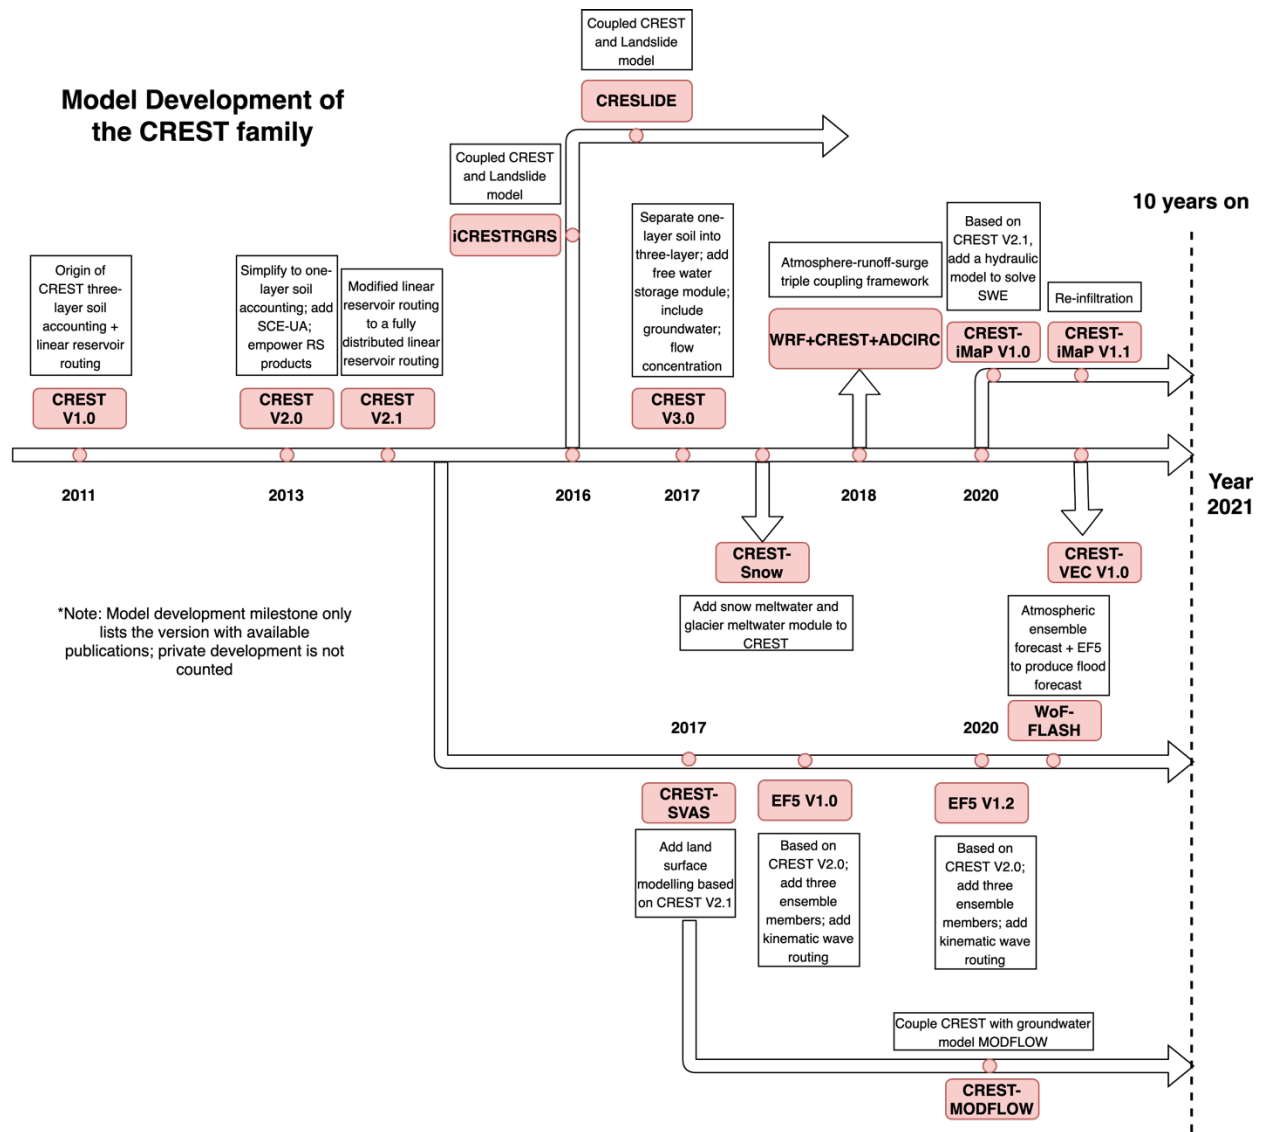 Model Development of
the CREST family
Coupled CREST
and Landslide
model
CRESLIDE
Coupled CREST
and Landslide
model
iCRESTRGRS
10 years on
Origin of
CREST three-
layer soil
accounting +
linear reservoir
routing
CREST
V1.0
Simplify to one-
layer soil
accounting; add
SCE-UA;
empower RS
products
CREST
V2.0
Modified linear
reservoir routing
to a fully
distributed linear
reservoir routing
CREST
V2.1
Separate one-
layer soil into
three-layer; add
free water
storage module;
include
groundwater;
flow
concentration
CREST
V3.0
Atmosphere-runoff-surge
triple coupling framework
WRF+CREST+ADCIRC
Based on
CREST V2.1,
add a hydraulic
model to solve
SWE
CREST-
iMaP V1.0
Re-infiltration
CREST-
iMaP V1.1
2011
2013
2016
2017
2018
2020
Year
2021
CREST-
Snow
Add snow meltwater and
glacier meltwater module to
CREST
CREST-
VEC V1.0
*Note: Model development milestone only
lists the version with available
publications; private development is not
counted
Atmospheric
ensemble
forecast + EF5
to produce flood
forecast
WoF-
FLASH
2017
2020
CREST-
SVAS
Add land
surface
modelling based
on CREST V2.1
EF5 V1.0
Based on
CREST V2.0;
add three
ensemble
members; add
kinematic wave
routing
EF5 V1.2
Based on
CREST V2.0;
add three
ensemble
members; add
kinematic wave
routing
Couple CREST with groundwater
model MODFLOW
CREST-
MODFLOW